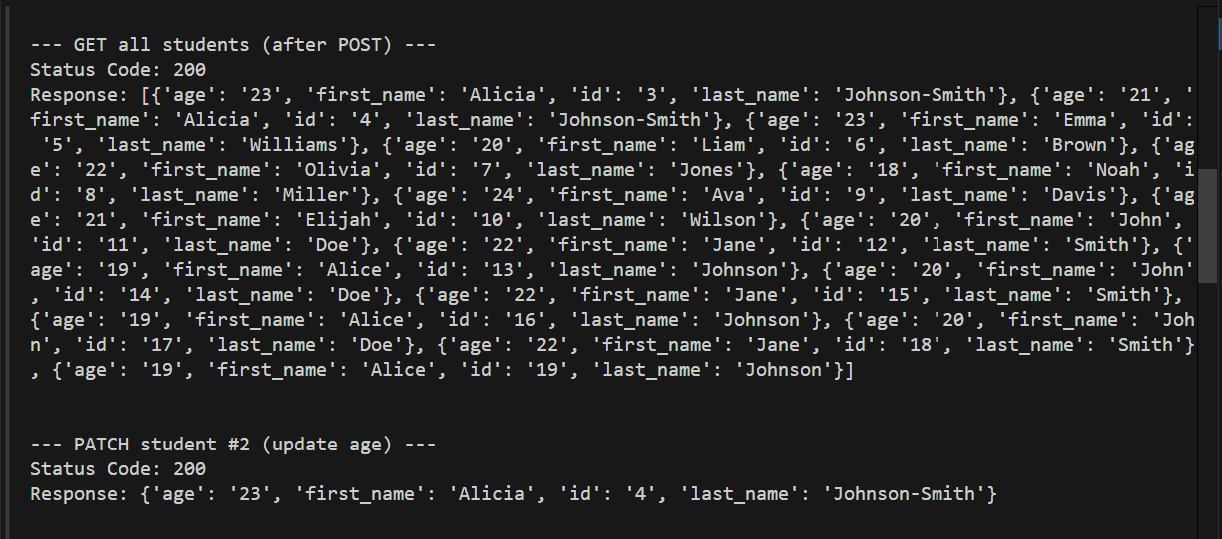 --- GET all students (after POST) ---
Status Code: 200
Response: [{'age': '23', 'first_name': 'Alicia', 'id': '3', 'last_name': 'Johnson-Smith'}, {'age': '21', '
first_name': 'Alicia', 'id': '4', 'last_name': 'Johnson-Smith'}, {'age': '23', 'first_name': 'Emma', 'id':
 '5', 'last_name': 'Williams'}, {'age': '20', 'first_name': 'Liam', 'id': '6', 'last_name': 'Brown'}, {'ag
e': '22', 'first_name': 'Olivia', 'id': '7', 'last_name': 'Jones'}, {'age': '18', 'first_name': 'Noah', 'i
d': '8', 'last_name': 'Miller'}, {'age': '24', 'first_name': 'Ava', 'id': '9', 'last_name': 'Davis'}, {'ag
e': '21', 'first_name': 'Elijah', 'id': '10', 'last_name': 'Wilson'}, {'age': '20', 'first_name': 'John',
'id': '11', 'last_name': 'Doe'}, {'age': '22', 'first_name': 'Jane', 'id': '12', 'last_name': 'Smith'}, {'
age': '19', 'first_name': 'Alice', 'id': '13', 'last_name': 'Johnson'}, {'age': '20', 'first_name': 'John'
, 'id': '14', 'last_name': 'Doe'}, {'age': '22', 'first_name': 'Jane', 'id': '15', 'last_name': 'Smith'},
{'age': '19', 'first_name': 'Alice', 'id': '16', 'last_name': 'Johnson'}, {'age': '20', 'first_name': 'Joh
n', 'id': '17', 'last_name': 'Doe'}, {'age': '22', 'first_name': 'Jane', 'id': '18', 'last_name': 'Smith'}
, {'age': '19', 'first_name': 'Alice', 'id': '19', 'last_name': 'Johnson'}]
--- PATCH student #2 (update age) ---
Status Code: 200
Response: {'age': '23', 'first_name': 'Alicia', 'id': '4', 'last_name': 'Johnson-Smith'}